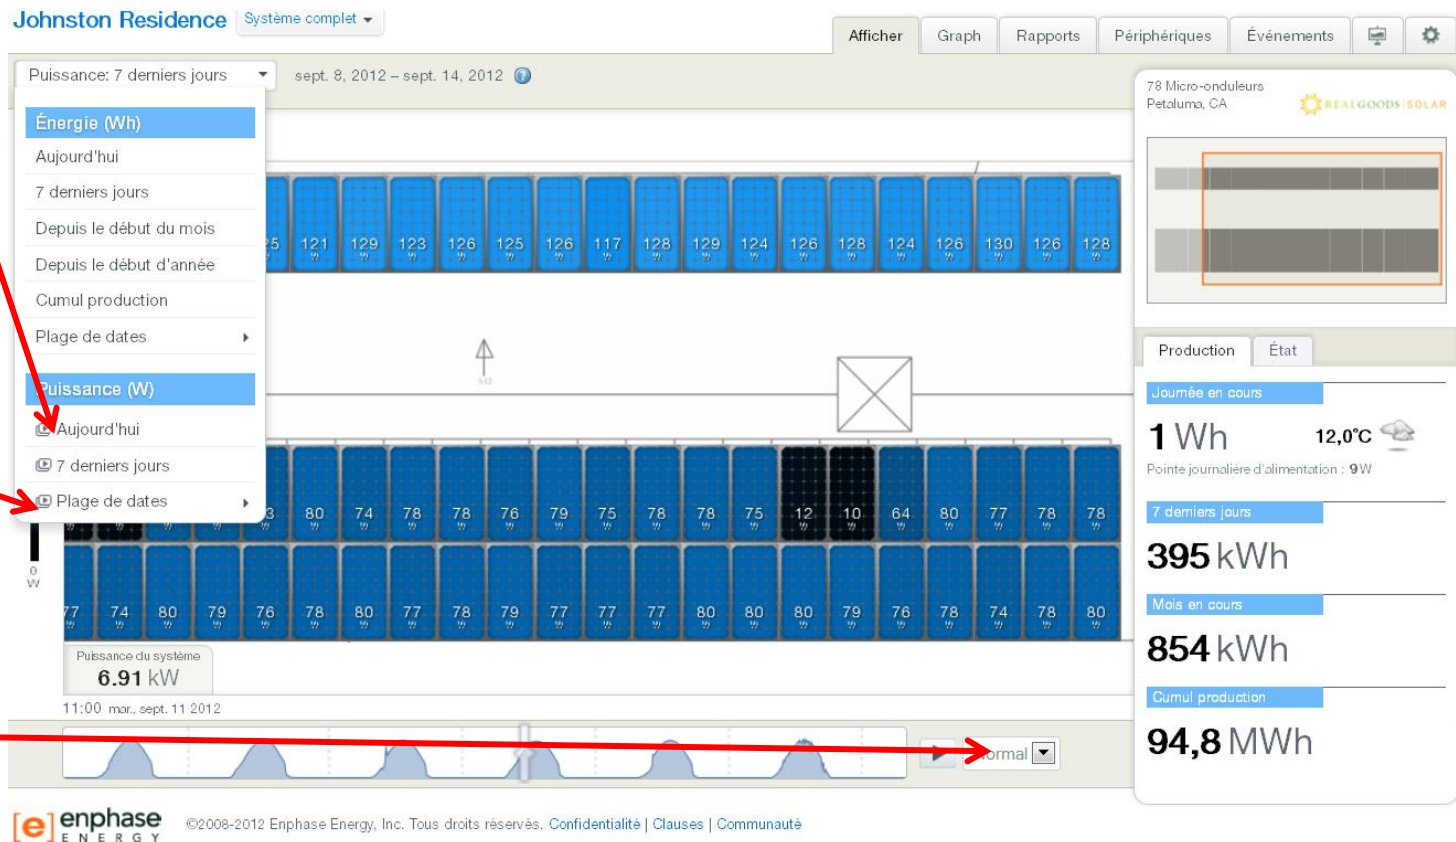 Johnston Residence Système complet
Afficher Graph Rapports Périphériques Événements
Puissance: 7 derniers jours sept. 8, 2012 – sept. 14, 2012
78 Micro-onduleurs
Petaluma, CA
REALGOODS SOLAR
Énergie (Wh)
Aujourd'hui
7 derniers jours
Depuis le début du mois
Depuis le début d'année
Cumul production
Plage de dates
Puissance (W)
Aujourd'hui
7 derniers jours
Plage de dates
121 129 123 126 125 126 117 128 129 124 126 128 124 126 130 126 128
W W W W W W W W W W W W W W W W W
80 74 78 78 76 79 75 78 78 75 12 10 64 80 77 78 78
W W W W W W W W W W W W W W W W W
0
W
77 74 80 79 76 78 80 77 78 79 77 77 77 80 80 80 79 76 78 74 78 80
W W W W W W W W W W W W W W W W W W W W W W
Puissance du système
6.91 kW
11:00 mar., sept. 11 2012
Normal
Production État
Journée en cours
1 Wh 12,0°C
Pointe journalière d'alimentation : 9 W
7 derniers jours
395 kWh
Mois en cours
854 kWh
Cumul production
94,8 MWh
[e] enphase
ENERGY
©2008-2012 Enphase Energy, Inc. Tous droits réservés. Confidentialité | Clauses | Communauté